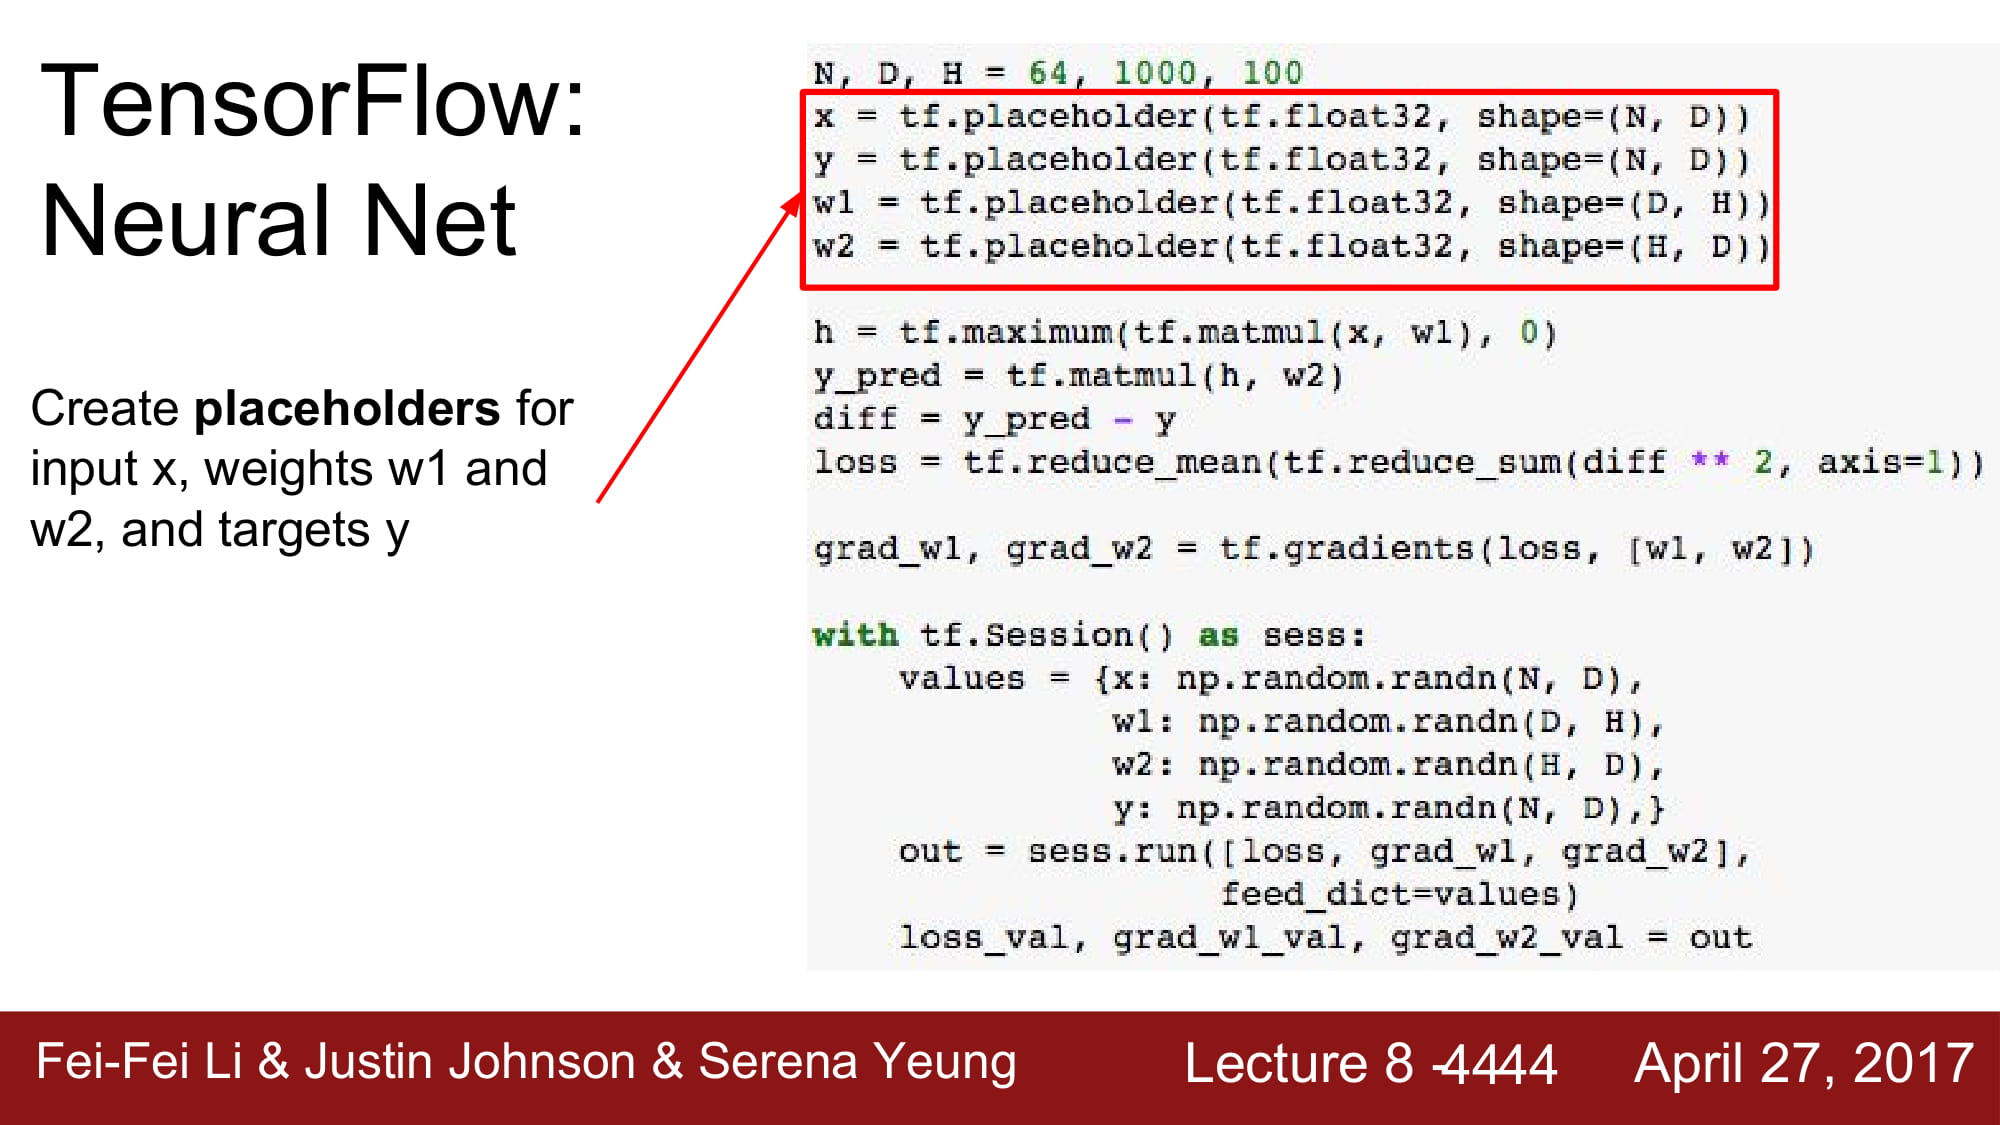 TensorFlow:
Neural Net
Create placeholders for
input x, weights w1 and
w2, and targets y
N, D, H = 64, 1000, 100
x = tf.placeholder(tf.float32, shape=(N, D))
y = tf.placeholder(tf.float32, shape=(N, D))
w1 = tf.placeholder(tf.float32, shape=(D, H))
w2 = tf.placeholder(tf.float32, shape=(H, D))
h = tf.maximum(tf.matmul(x, w1), 0)
y_pred = tf.matmul(h, w2)
diff = y_pred - y
loss = tf.reduce_mean(tf.reduce_sum(diff ** 2, axis=1))
grad_w1, grad_w2 = tf.gradients(loss, [w1, w2])
with tf.Session() as sess:
    values = {x: np.random.randn(N, D),
              w1: np.random.randn(D, H),
              w2: np.random.randn(H, D),
              y: np.random.randn(N, D),}
    out = sess.run([loss, grad_w1, grad_w2],
                   feed_dict=values)
    loss_val, grad_w1_val, grad_w2_val = out
Fei-Fei Li & Justin Johnson & Serena Yeung Lecture 8 -4444 April 27, 2017